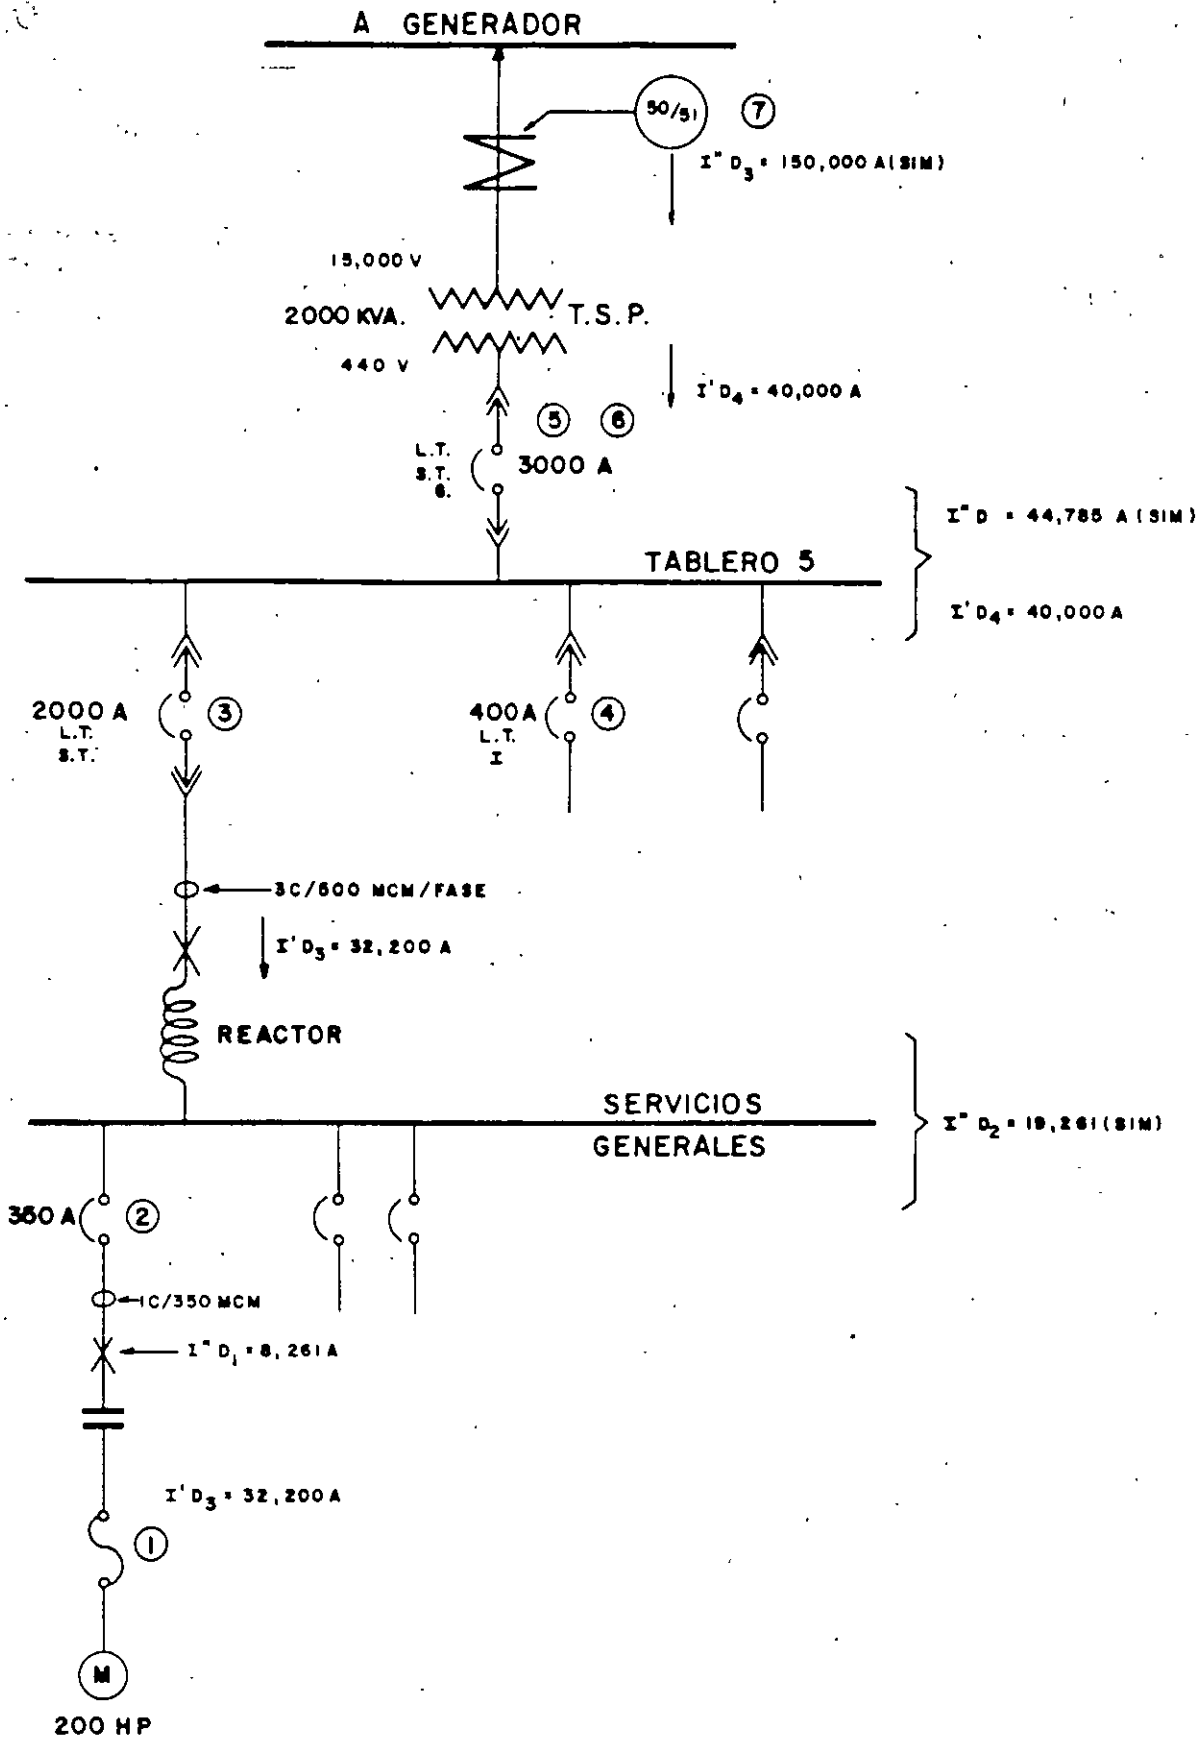 A GENERADOR
50/51
7
I" D3 = 150,000 A (SIM)
15,000 V
2000 KVA.
T. S. P.
440 V
I' D4 = 40,000 A
5 6
L.T.
S.T.
G.
3000 A
I" D = 44,785 A (SIM)
TABLERO 5
I' D4 = 40,000 A
2000 A
L.T.
S.T.
3
400 A
L.T.
I
4
3C/500 MCM/FASE
I' D3 = 32,200 A
REACTOR
SERVICIOS
GENERALES
I" D2 = 19,261 (SIM)
350 A
2
1C/350 MCM
I" D1 = 8,261 A
I' D3 = 32,200 A
1
M
200 HP